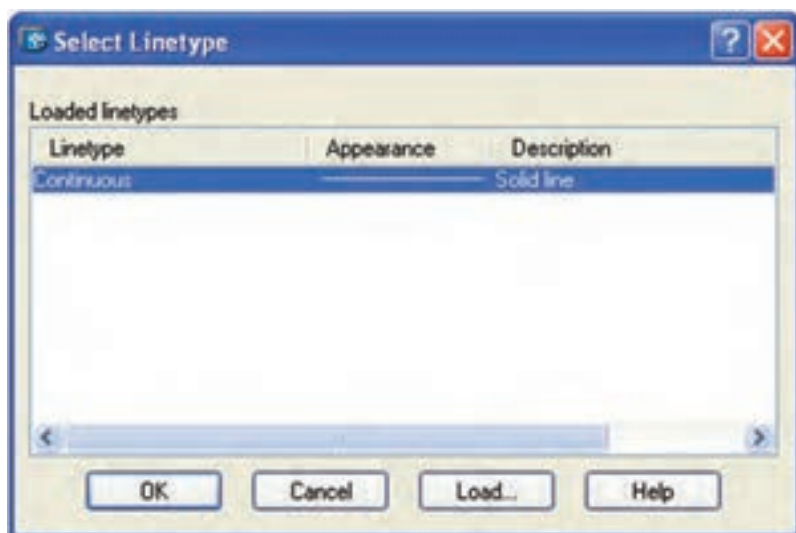 Select Linetype
Loaded linetypes
Linetype Appearance Description
Continuous Solid line
OK Cancel Load... Help